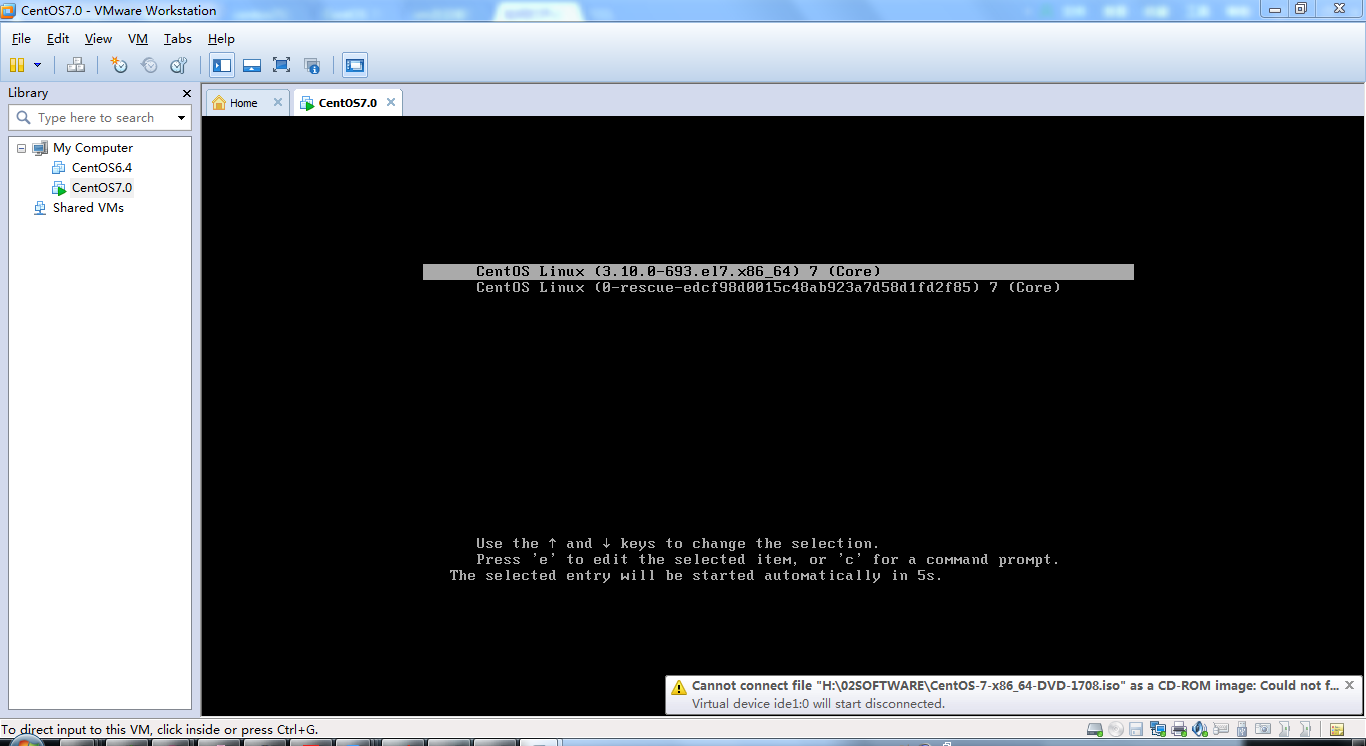 CentOS7.0 - VMware Workstation
File Edit View VM Tabs Help
Library
Type here to search
My Computer
CentOS6.4
CentOS7.0
Shared VMs
Home
CentOS7.0
CentOS Linux (3.10.0-693.el7.x86_64) 7 (Core)
CentOS Linux (0-rescue-edcf98d0015c48ab923a7d58d1fd2f85) 7 (Core)
Use the ↑ and ↓ keys to change the selection.
Press 'e' to edit the selected item, or 'c' for a command prompt.
The selected entry will be started automatically in 5s.
Cannot connect file "H:\02SOFTWARE\CentOS-7-x86_64-DVD-1708.iso" as a CD-ROM image: Could not f...
Virtual device ide1:0 will start disconnected.
To direct input to this VM, click inside or press Ctrl+G.